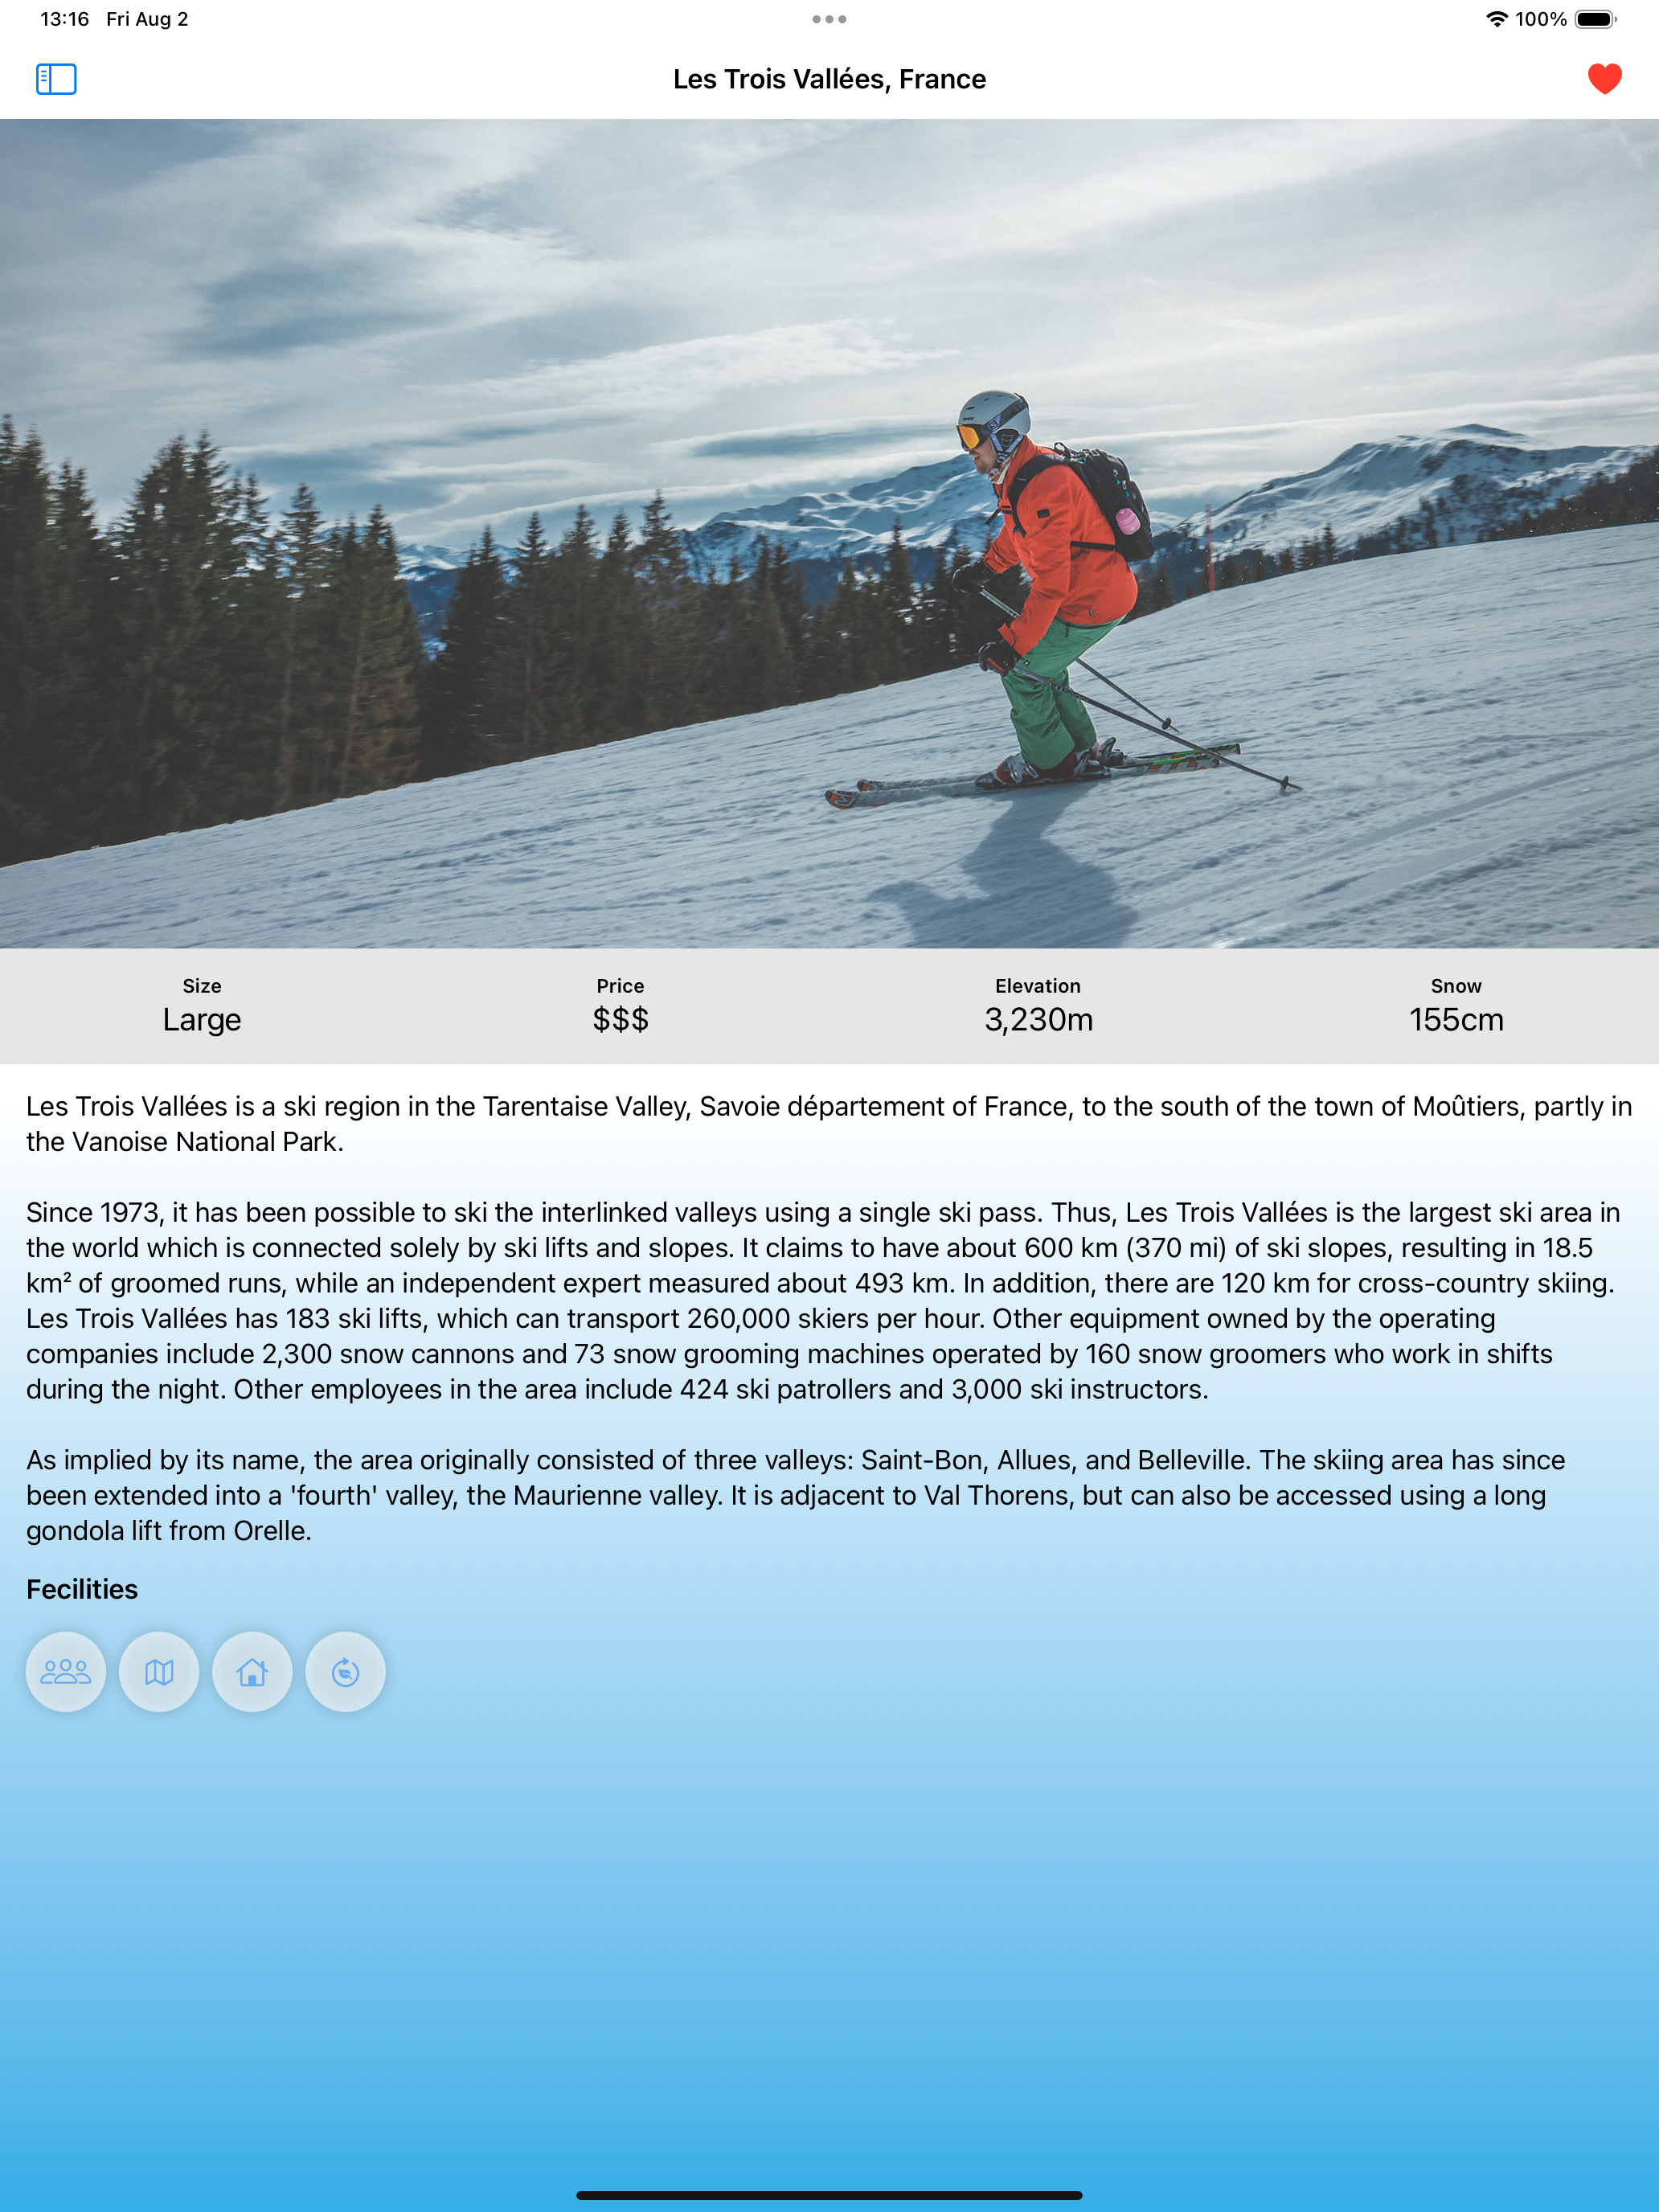 13:16 Fri Aug 2
100%
Les Trois Vallées, France
Size
Price
Elevation
Snow
Large
$$$
3,230m
155cm
Les Trois Vallées is a ski region in the Tarentaise Valley, Savoie département of France, to the south of the town of Moûtiers, partly in
the Vanoise National Park.
Since 1973, it has been possible to ski the interlinked valleys using a single ski pass. Thus, Les Trois Vallées is the largest ski area in
the world which is connected solely by ski lifts and slopes. It claims to have about 600 km (370 mi) of ski slopes, resulting in 18.5
km² of groomed runs, while an independent expert measured about 493 km. In addition, there are 120 km for cross-country skiing.
Les Trois Vallées has 183 ski lifts, which can transport 260,000 skiers per hour. Other equipment owned by the operating
companies include 2,300 snow cannons and 73 snow grooming machines operated by 160 snow groomers who work in shifts
during the night. Other employees in the area include 424 ski patrollers and 3,000 ski instructors.
As implied by its name, the area originally consisted of three valleys: Saint-Bon, Allues, and Belleville. The skiing area has since
been extended into a 'fourth' valley, the Maurienne valley. It is adjacent to Val Thorens, but can also be accessed using a long
gondola lift from Orelle.
Fecilities